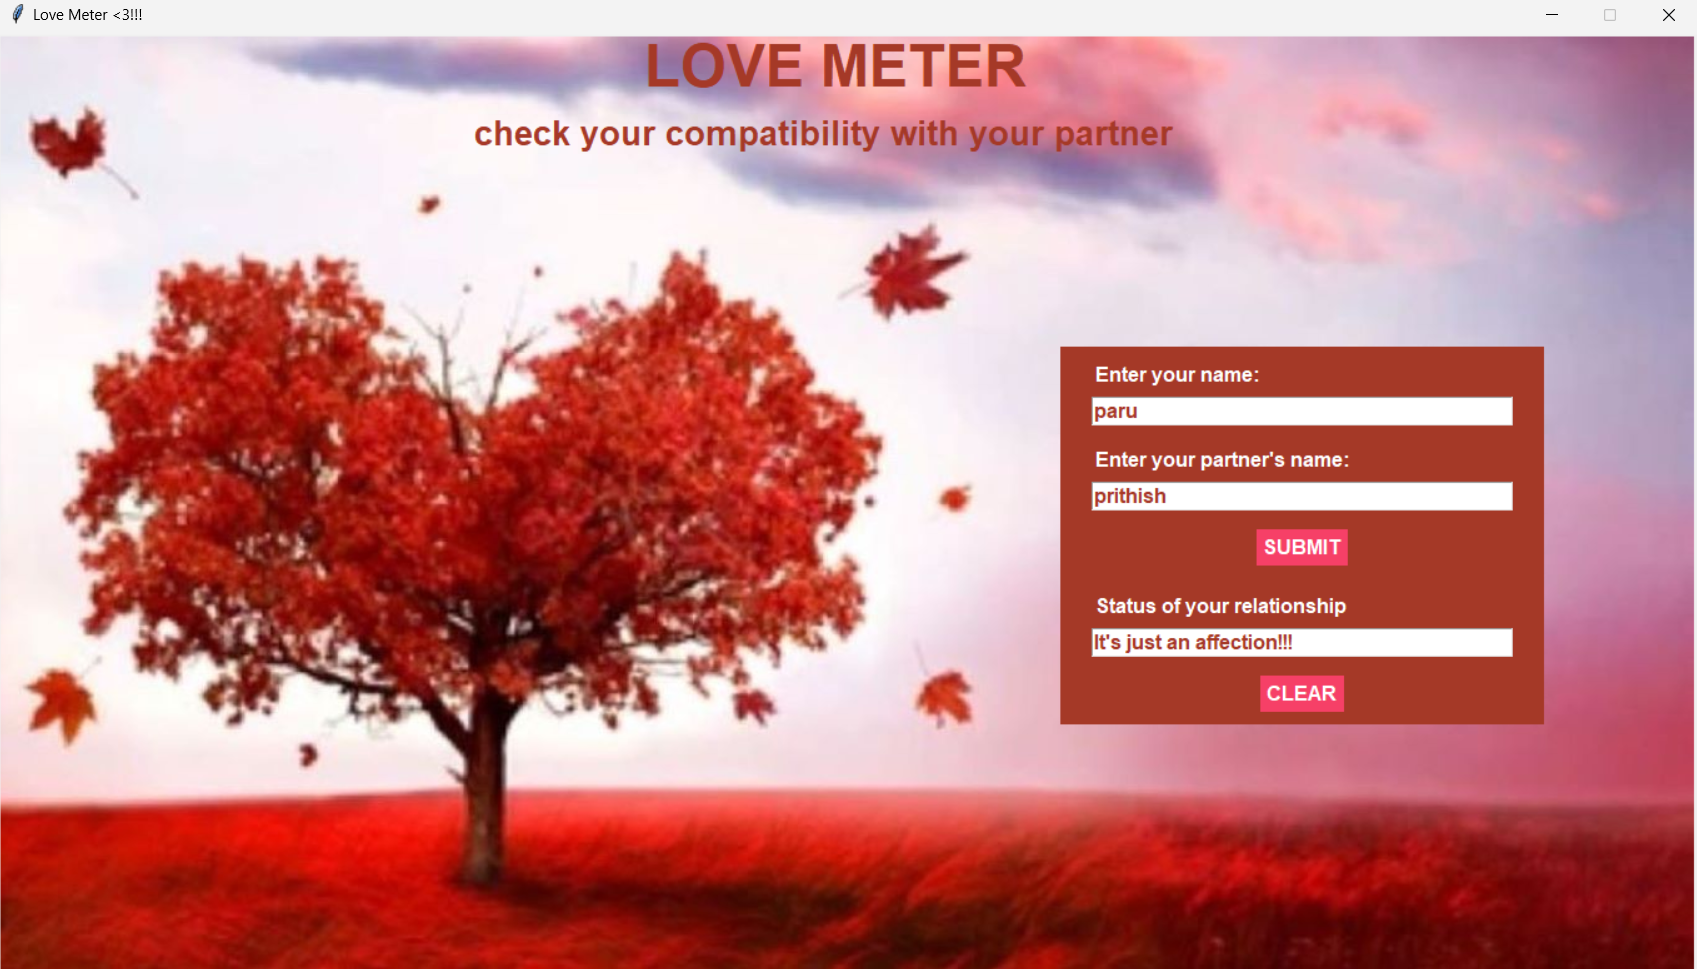 Love Meter <3!!!
LOVE METER
check your compatibility with your partner
Enter your name:
paru
Enter your partner's name:
prithish
SUBMIT
Status of your relationship
It's just an affection!!!
CLEAR